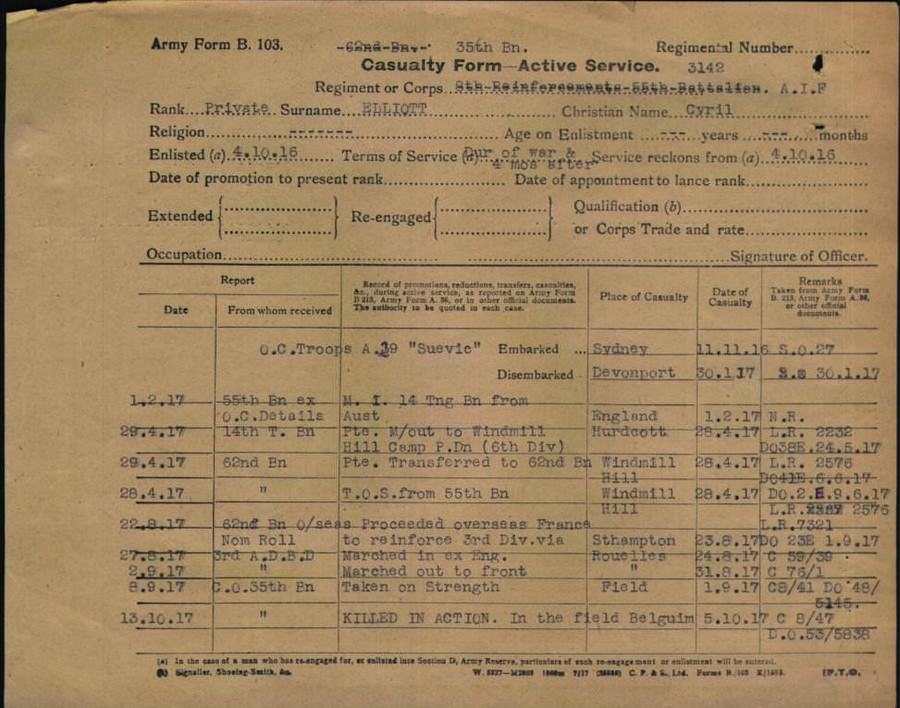 Army Form B. 103. 62nd Bn. 35th Bn. Regimental Number
Casualty Form—Active Service. 3142
Regiment or Corps 8th Reinforcements 55th Battalion. A.I.F
Rank Private Surname ELLIOTT Christian Name Cyril
Religion ------- Age on Enlistment --- years --- months
Enlisted (a) 4.10.16 Terms of Service (a) Dur of war & 4 mos after Service reckons from (a) 4.10.16
Date of promotion to present rank Date of appointment to lance rank
Extended Re-engaged Qualification (b)
or Corps Trade and rate
Occupation Signature of Officer.
Report
Date From whom received
Record of promotions, reductions, transfers, casualties,
&c., during active service, as reported on Army Form
B 213, Army Form A. 36, or in other official documents.
The authority to be quoted in each case.
Place of Casualty
Date of
Casualty
Remarks
Taken from Army Form
B. 213, Army Form A. 36,
or other official
documents.
O.C.Troops A.29 "Suevic" Embarked ... Sydney 11.11.16 S.O.27
Disembarked Devonport 30.1.17 30.1.17
1.2.17 55th Bn ex M. I. 14 Tng Bn from
O.C.Details Aust England 1.2.17 N.R.
29.4.17 14th T. Bn Pte. M/out to Windmill Hurdcott 28.4.17 L.R. 2232
Hill Camp P.Dn (6th Div) DO38E.24.5.17
29.4.17 62nd Bn Pte. Transferred to 62nd Bn Windmill 28.4.17 L.R. 2576
Hill DO41E.6.6.17
28.4.17 " T.O.S.from 55th Bn Windmill 28.4.17 DO.2.E.9.6.17
Hill L.R. 2576
22.8.17 62nd Bn O/seas Proceeded overseas France L.R.7321
Nom Roll to reinforce 3rd Div.via Sthampton 23.8.17 DO 23E 1.9.17
27.8.17 3rd A.D.B.D Marched in ex Eng. Rouelles 24.8.17 C 59/39
2.9.17 " Marched out to front " 31.8.17 C 76/1
8.9.17 C.O.35th Bn Taken on Strength Field 1.9.17 C8/41 DO 48/
5145.
13.10.17 " KILLED IN ACTION. In the field Belguim 5.10.17 C 8/47
D.O.53/5838
(a) In the case of a man who has re-engaged for, or enlisted into Section D, Army Reserve, particulars of such re-engagement or enlistment will be entered.
(b) Signaller, Shoeing-Smith, &c. C. P. & S., Ltd. (P.T.O.